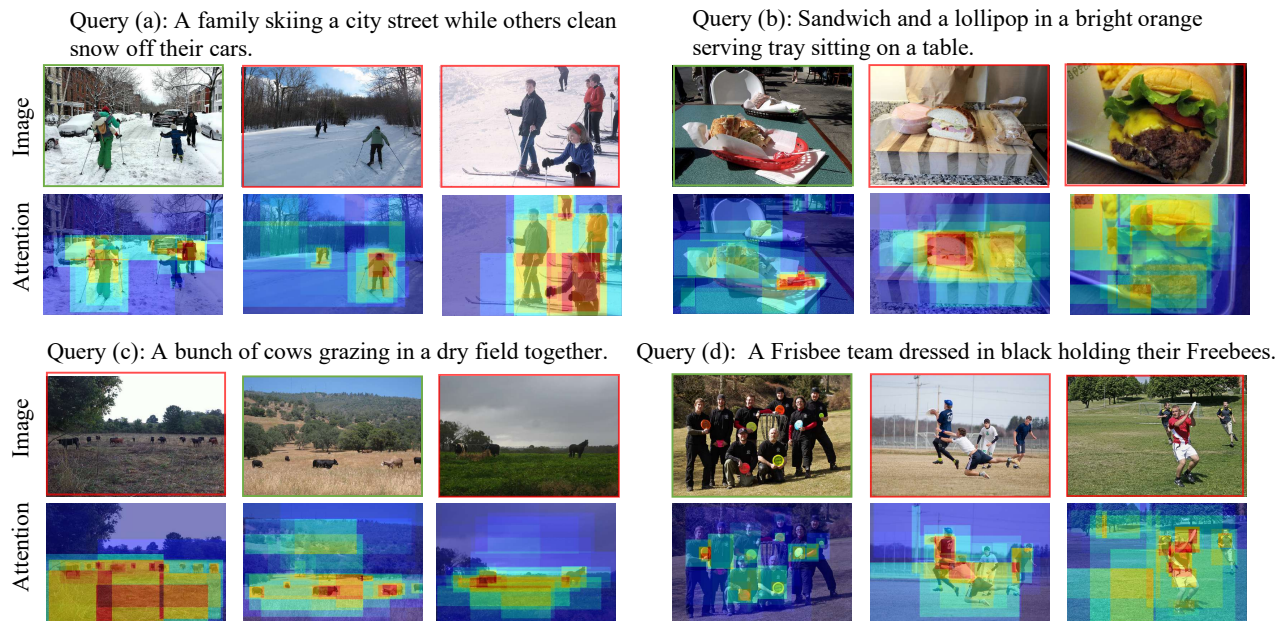 Query (a): A family skiing a city street while others clean
snow off their cars.
Query (b): Sandwich and a lollipop in a bright orange
serving tray sitting on a table.
Image
Attention
Query (c): A bunch of cows grazing in a dry field together.
Query (d): A Frisbee team dressed in black holding their Freebees.
Image
Attention